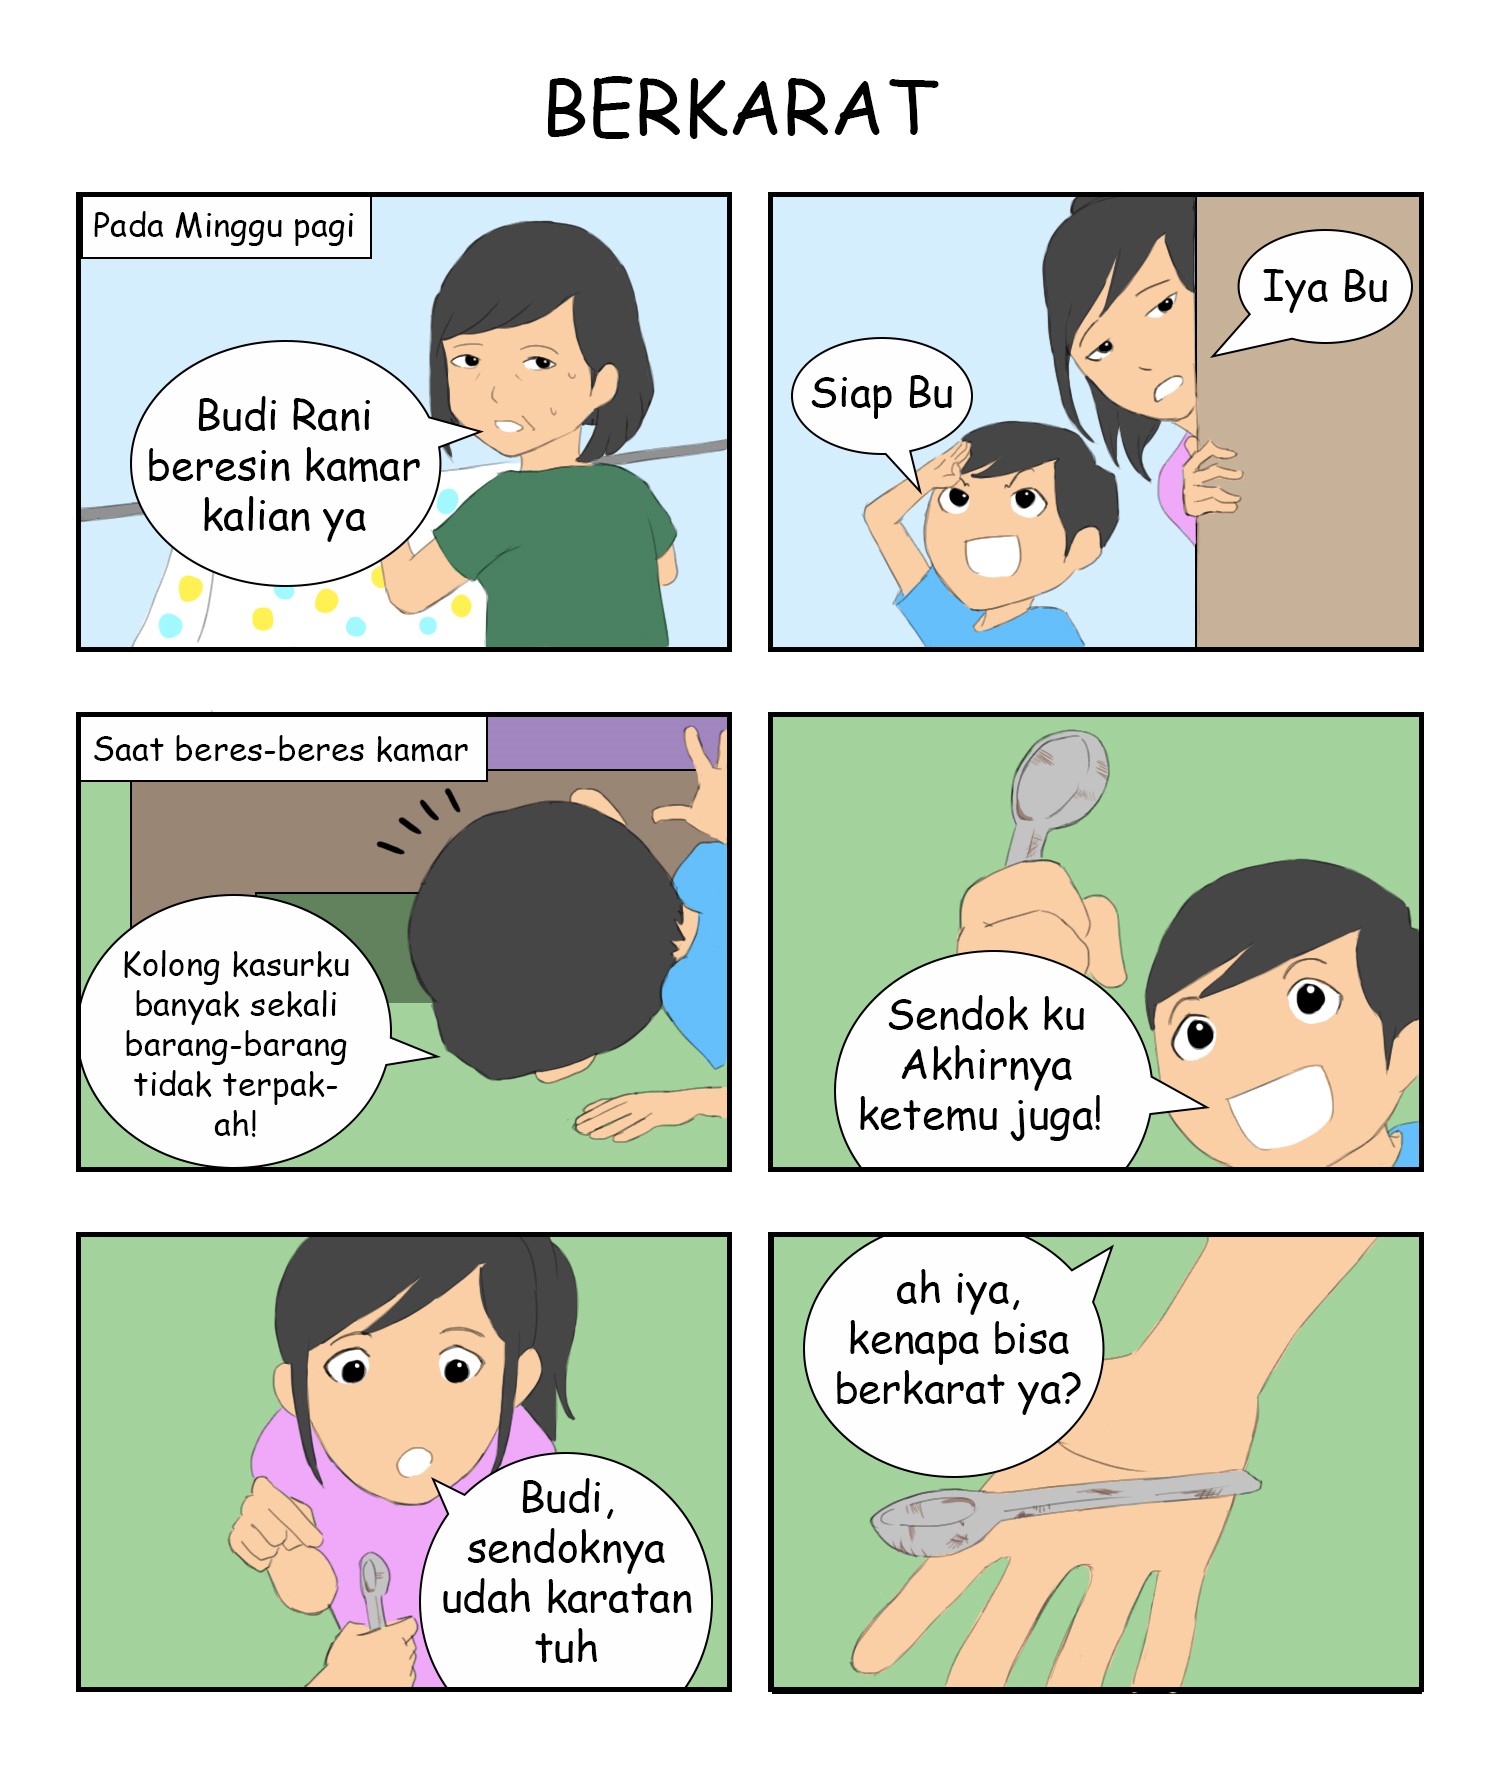 BERKARAT
Pada Minggu pagi
Budi Rani
beresin kamar
kalian ya
Siap Bu
Iya Bu
Saat beres-beres kamar
Kolong kasurku
banyak sekali
barang-barang
tidak terpak-
ah!
Sendok ku
Akhirnya
ketemu juga!
Budi,
sendoknya
udah karatan
tuh
ah iya,
kenapa bisa
berkarat ya?